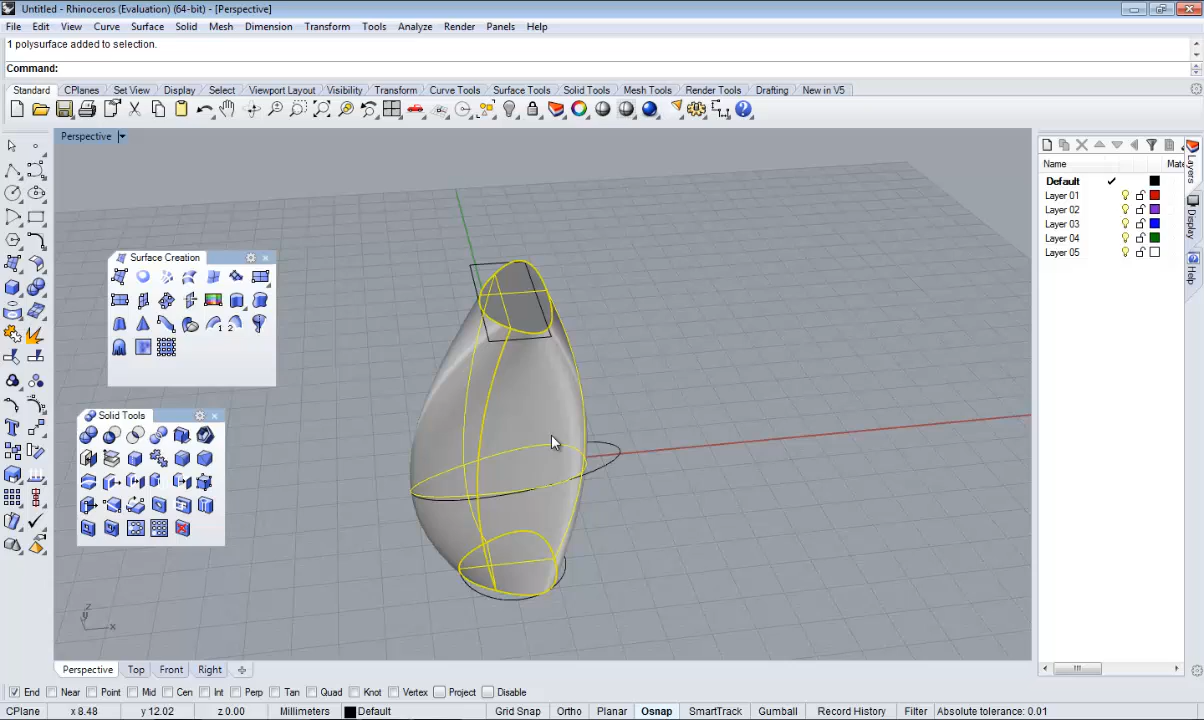 Untitled - Rhinoceros (Evaluation) (64-bit) - [Perspective]
File Edit View Curve Surface Solid Mesh Dimension Transform Tools Analyze Render Panels Help
1 polysurface added to selection.
Command:
Standard CPlanes Set View Display Select Viewport Layout Visibility Transform Curve Tools Surface Tools Solid Tools Mesh Tools Render Tools Drafting New in V5
Perspective
Name Mate
Default
Layer 01
Layer 02
Layer 03
Layer 04
Layer 05
Layers
Display
Help
Surface Creation
1 2
Solid Tools
z
y
x
Perspective Top Front Right
End Near Point Mid Cen Int Perp Tan Quad Knot Vertex Project Disable
CPlane x 8.48 y 12.02 z 0.00 Millimeters Default Grid Snap Ortho Planar Osnap SmartTrack Gumball Record History Filter Absolute tolerance: 0.01